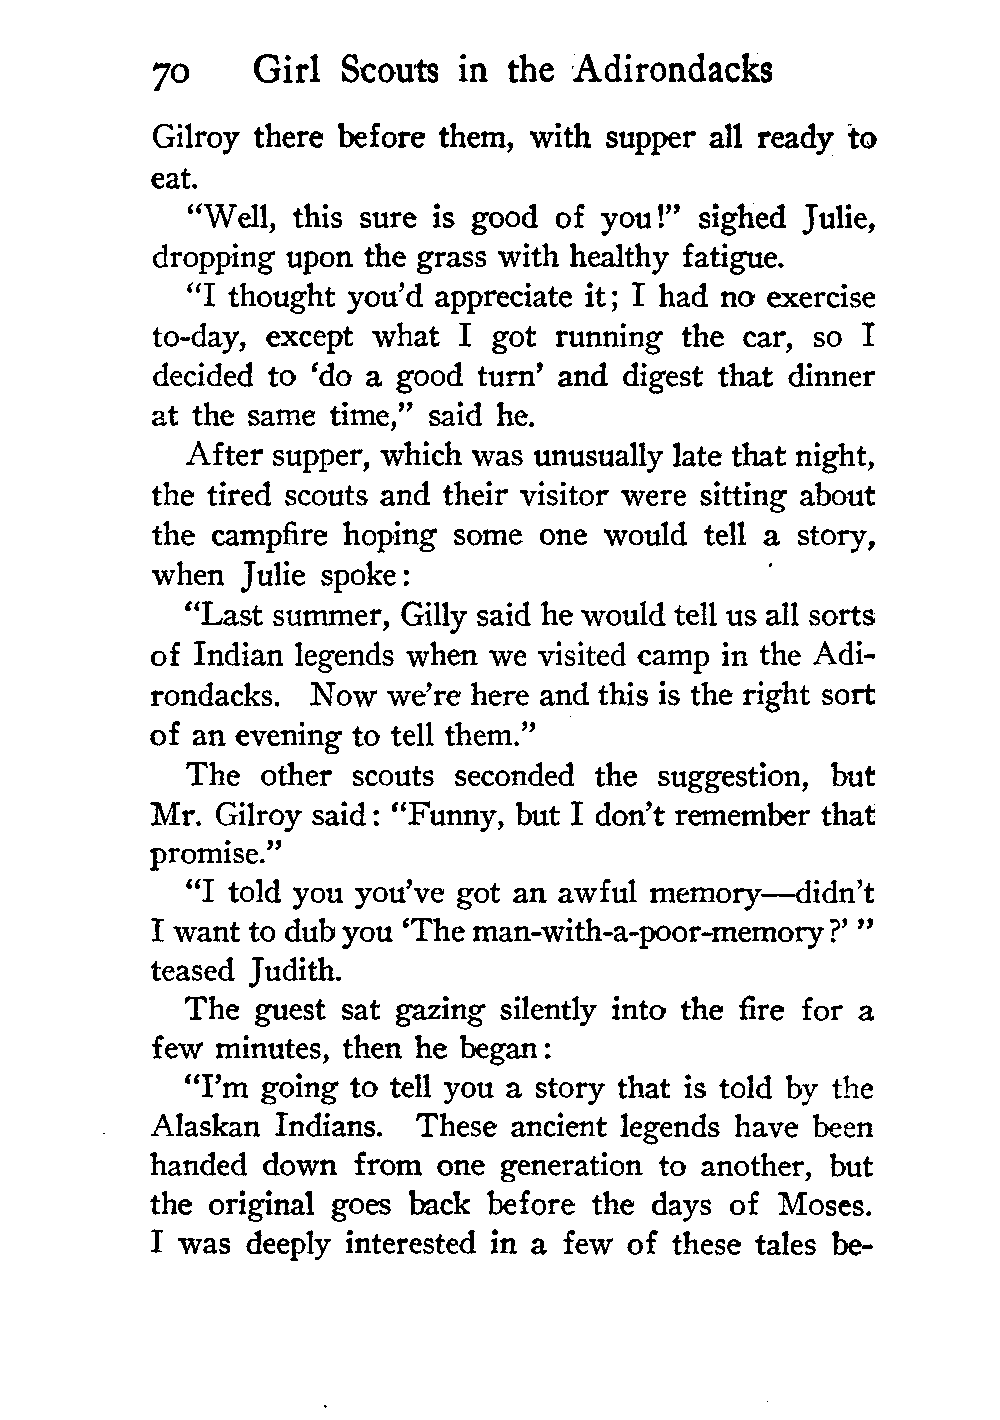 70 Girl Scouts in the Adirondacks
Gilroy there before them, with supper all ready to
eat.
“Well, this sure is good of you!” sighed Julie,
dropping upon the grass with healthy fatigue.
“I thought you’d appreciate it; I had no exercise
to-day, except what I got running the car, so I
decided to ‘do a good turn’ and digest that dinner
at the same time,” said he.
After supper, which was unusually late that night,
the tired scouts and their visitor were sitting about
the campfire hoping some one would tell a story,
when Julie spoke:
“Last summer, Gilly said he would tell us all sorts
of Indian legends when we visited camp in the Adi-
rondacks. Now we’re here and this is the right sort
of an evening to tell them.”
The other scouts seconded the suggestion, but
Mr. Gilroy said: “Funny, but I don’t remember that
promise.”
“I told you you’ve got an awful memory—didn’t
I want to dub you ‘The man-with-a-poor-memory?’ ”
teased Judith.
The guest sat gazing silently into the fire for a
few minutes, then he began:
“I’m going to tell you a story that is told by the
Alaskan Indians. These ancient legends have been
handed down from one generation to another, but
the original goes back before the days of Moses.
I was deeply interested in a few of these tales be-